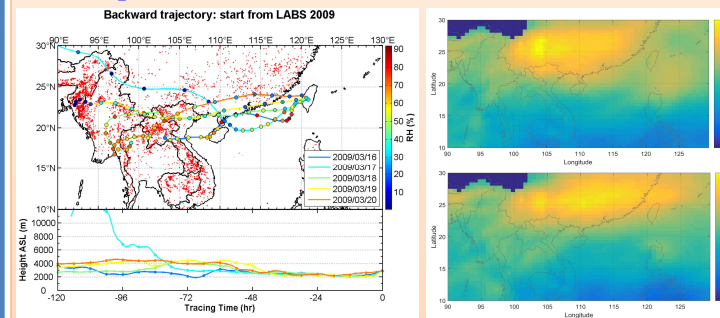 Backward trajectory: start from LABS 2009
90°E 95°E 100°E 105°E 110°E 115°E 120°E 125°E 130°E
30°N
25°N
20°N
15°N
10°N
2009/03/16
2009/03/17
2009/03/18
2009/03/19
2009/03/20
90
80
70
60
50
40
30
20
10
RH (%)
Height ASL (m)
10000
8000
6000
4000
2000
0
-120 -96 -72 -48 -24 0
Tracing Time (hr)
Latitude
30
25
20
15
10
90 95 100 105 110 115 120 125
Longitude
Latitude
30
25
20
15
10
90 95 100 105 110 115 120 125
Longitude